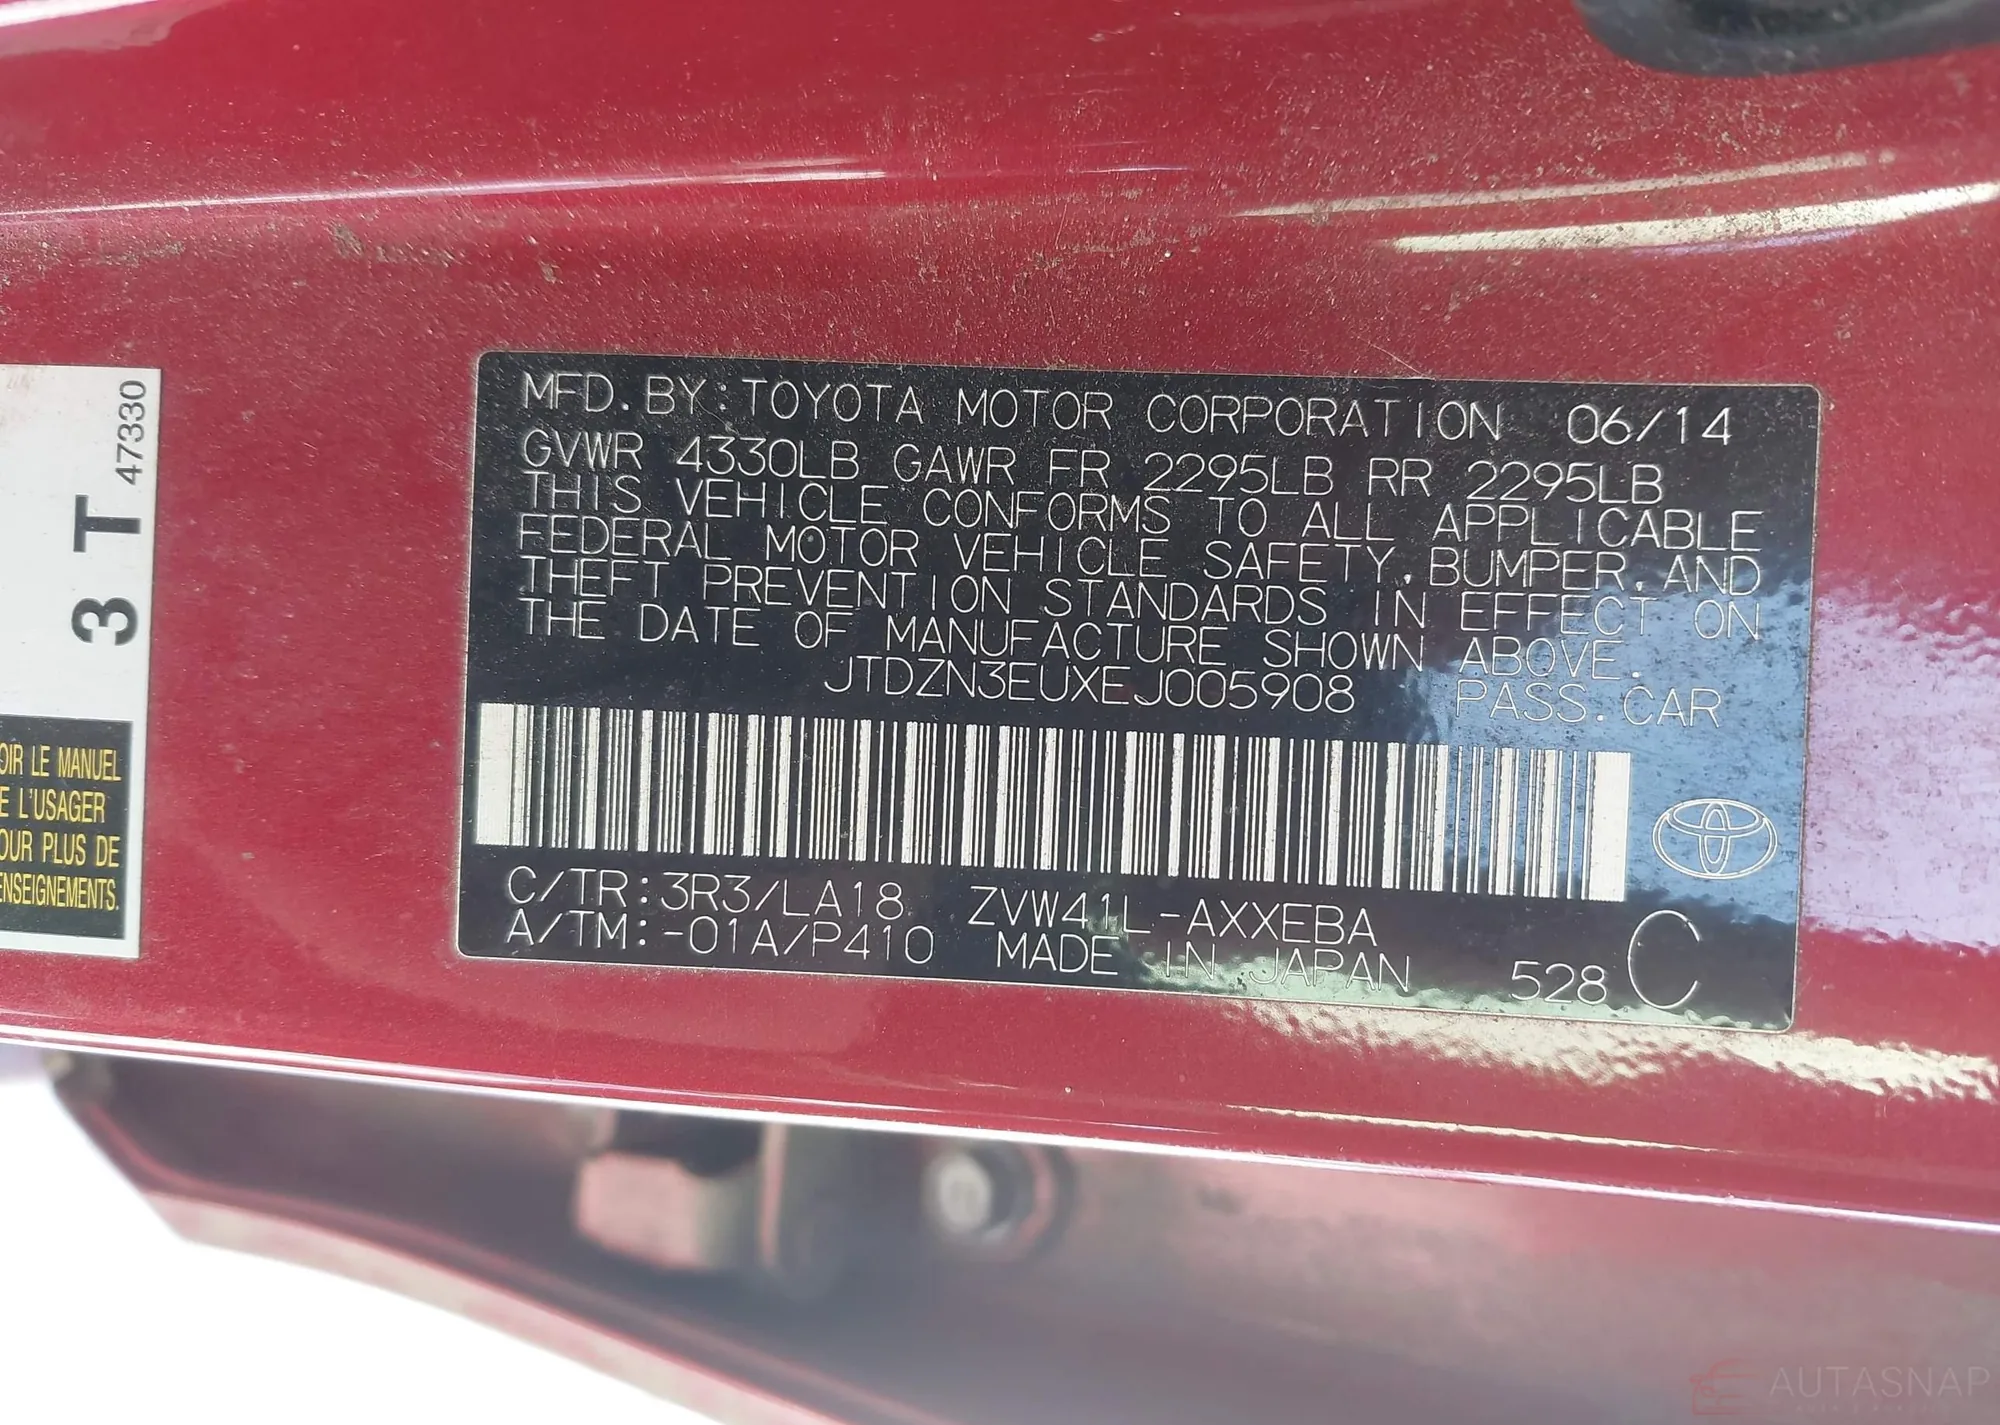 MFD. BY: TOYOTA MOTOR CORPORATION 06/14
GVWR 4330LB GAWR FR 2295LB RR 2295LB
THIS VEHICLE CONFORMS TO ALL APPLICABLE
FEDERAL MOTOR VEHICLE SAFETY, BUMPER, AND
THEFT PREVENTION STANDARDS IN EFFECT ON
THE DATE OF MANUFACTURE SHOWN ABOVE.
JTDZN3EUXEJ005908 PASS. CAR
C/TR:3R3/LA18 ZVW41L-AXXEBA
A/TM:-01A/P410 MADE IN JAPAN 528 C
3 T 47330
OIR LE MANUEL
E L'USAGER
OUR PLUS DE
ENSEIGNEMENTS.
AUTASNAP